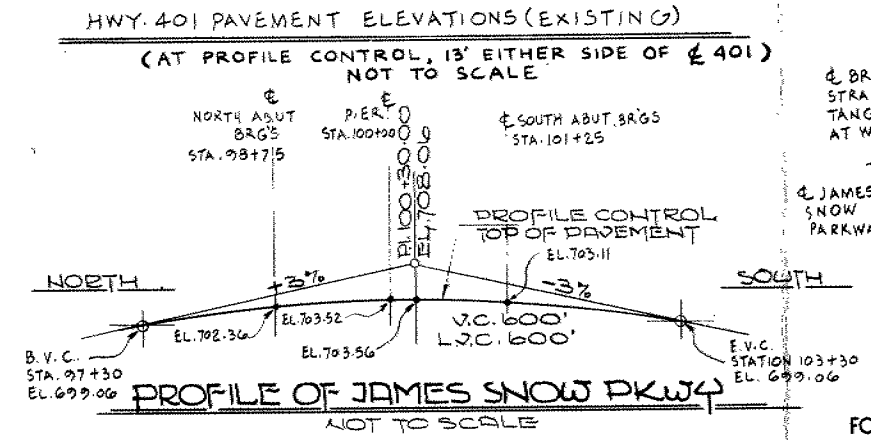 HWY. 401 PAVEMENT ELEVATIONS (EXISTING)
(AT PROFILE CONTROL, 13' EITHER SIDE OF ℄ 401)
NOT TO SCALE
℄
NORTH ABUT
BRG'S
STA. 98+75
℄
PIER
STA. 100+00
P.I. 100+30.00
EL. 708.06
℄ SOUTH ABUT. BRG'S
STA. 101+25
℄ BR
STRA
TANG
AT W
℄ JAMES
SNOW
PARKWA
PROFILE CONTROL
TOP OF PAVEMENT
EL. 703.11
NORTH
+3%
-3%
SOUTH
EL. 702.36
EL. 703.52
EL. 703.56
V.C. 600'
L.V.C. 600'
B.V.C.
STA. 97+30
EL. 699.06
E.V.C.
STATION 103+30
EL. 699.06
PROFILE OF JAMES SNOW PKWY
NOT TO SCALE
FO